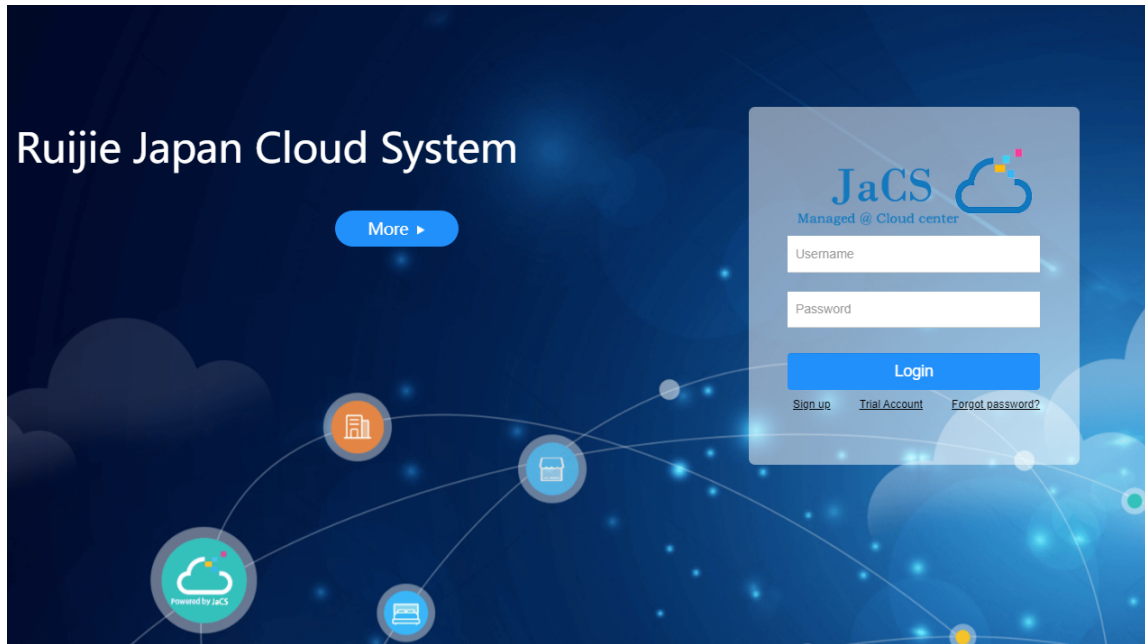 Ruijie Japan Cloud System
More
JaCS
Managed @ Cloud center
Username
Password
Login
Sign up Trial Account Forgot password?
Powered by JaCS